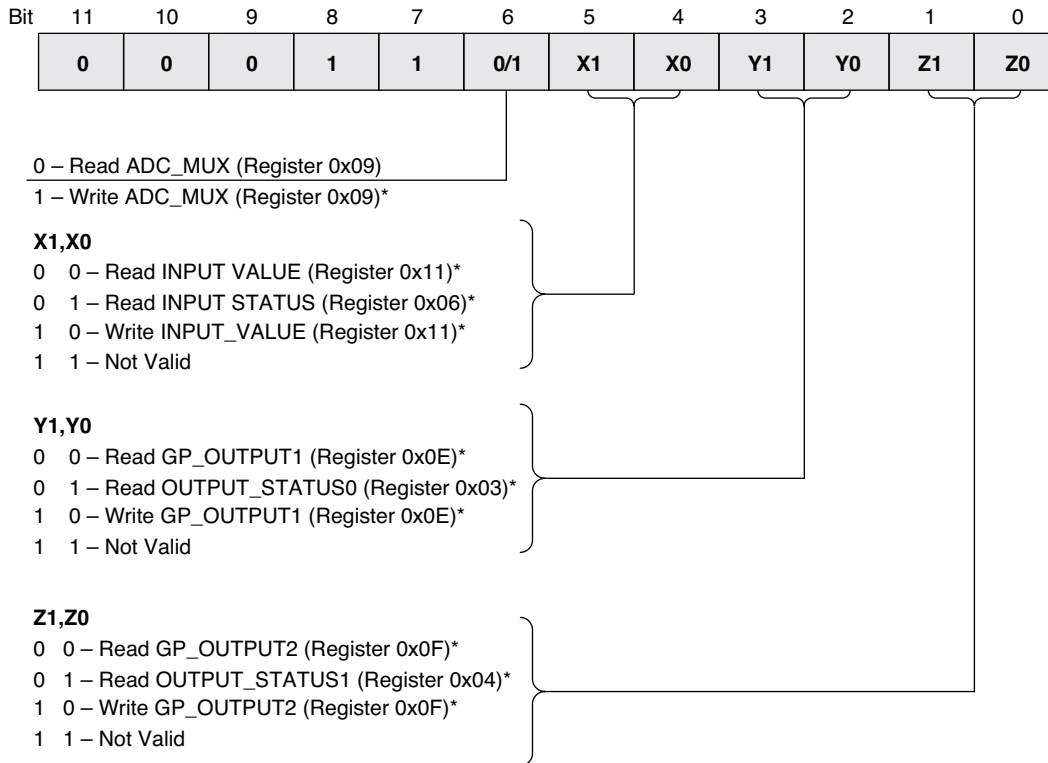 Bit 11 10 9 8 7 6 5 4 3 2 1 0
0 0 0 1 1 0/1 X1 X0 Y1 Y0 Z1 Z0
0 – Read ADC_MUX (Register 0x09)
1 – Write ADC_MUX (Register 0x09)*
X1,X0
0 0 – Read INPUT VALUE (Register 0x11)*
0 1 – Read INPUT STATUS (Register 0x06)*
1 0 – Write INPUT_VALUE (Register 0x11)*
1 1 – Not Valid
Y1,Y0
0 0 – Read GP_OUTPUT1 (Register 0x0E)*
0 1 – Read OUTPUT_STATUS0 (Register 0x03)*
1 0 – Write GP_OUTPUT1 (Register 0x0E)*
1 1 – Not Valid
Z1,Z0
0 0 – Read GP_OUTPUT2 (Register 0x0F)*
0 1 – Read OUTPUT_STATUS1 (Register 0x04)*
1 0 – Write GP_OUTPUT2 (Register 0x0F)*
1 1 – Not Valid